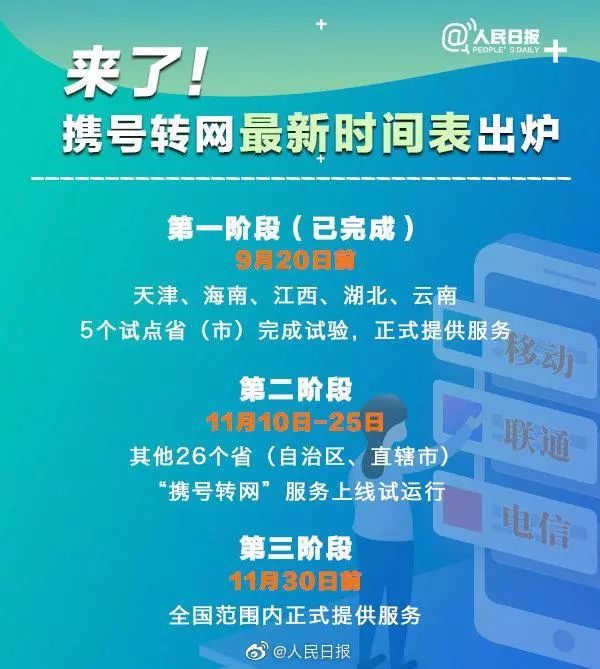 @人民日报
PEOPLE'S DAILY
来了！
携号转网最新时间表出炉
第一阶段（已完成）
9月20日前
天津、海南、江西、湖北、云南
5个试点省（市）完成试验，正式提供服务
移动
第二阶段
11月10日-25日
联通
其他26个省（自治区、直辖市）
“携号转网”服务上线试运行
电信
第三阶段
11月30日前
全国范围内正式提供服务
@人民日报